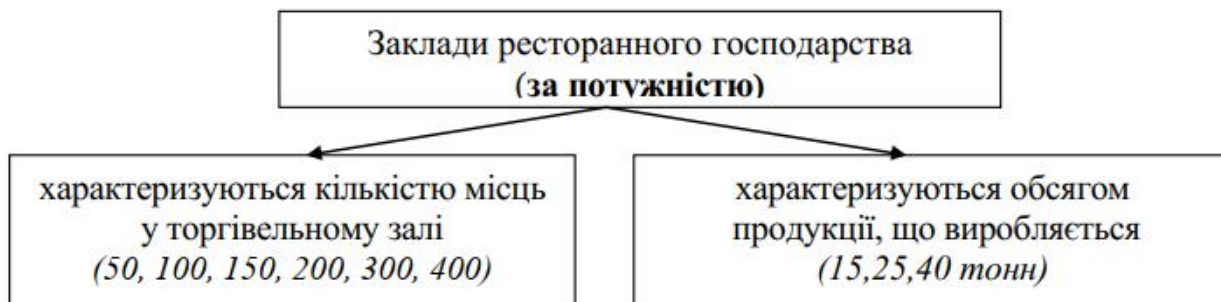 Заклади ресторанного господарства
(за потужністю)
характеризуються кількістю місць
у торгівельному залі
(50, 100, 150, 200, 300, 400)
характеризуються обсягом
продукції, що виробляється
(15,25,40 тонн)